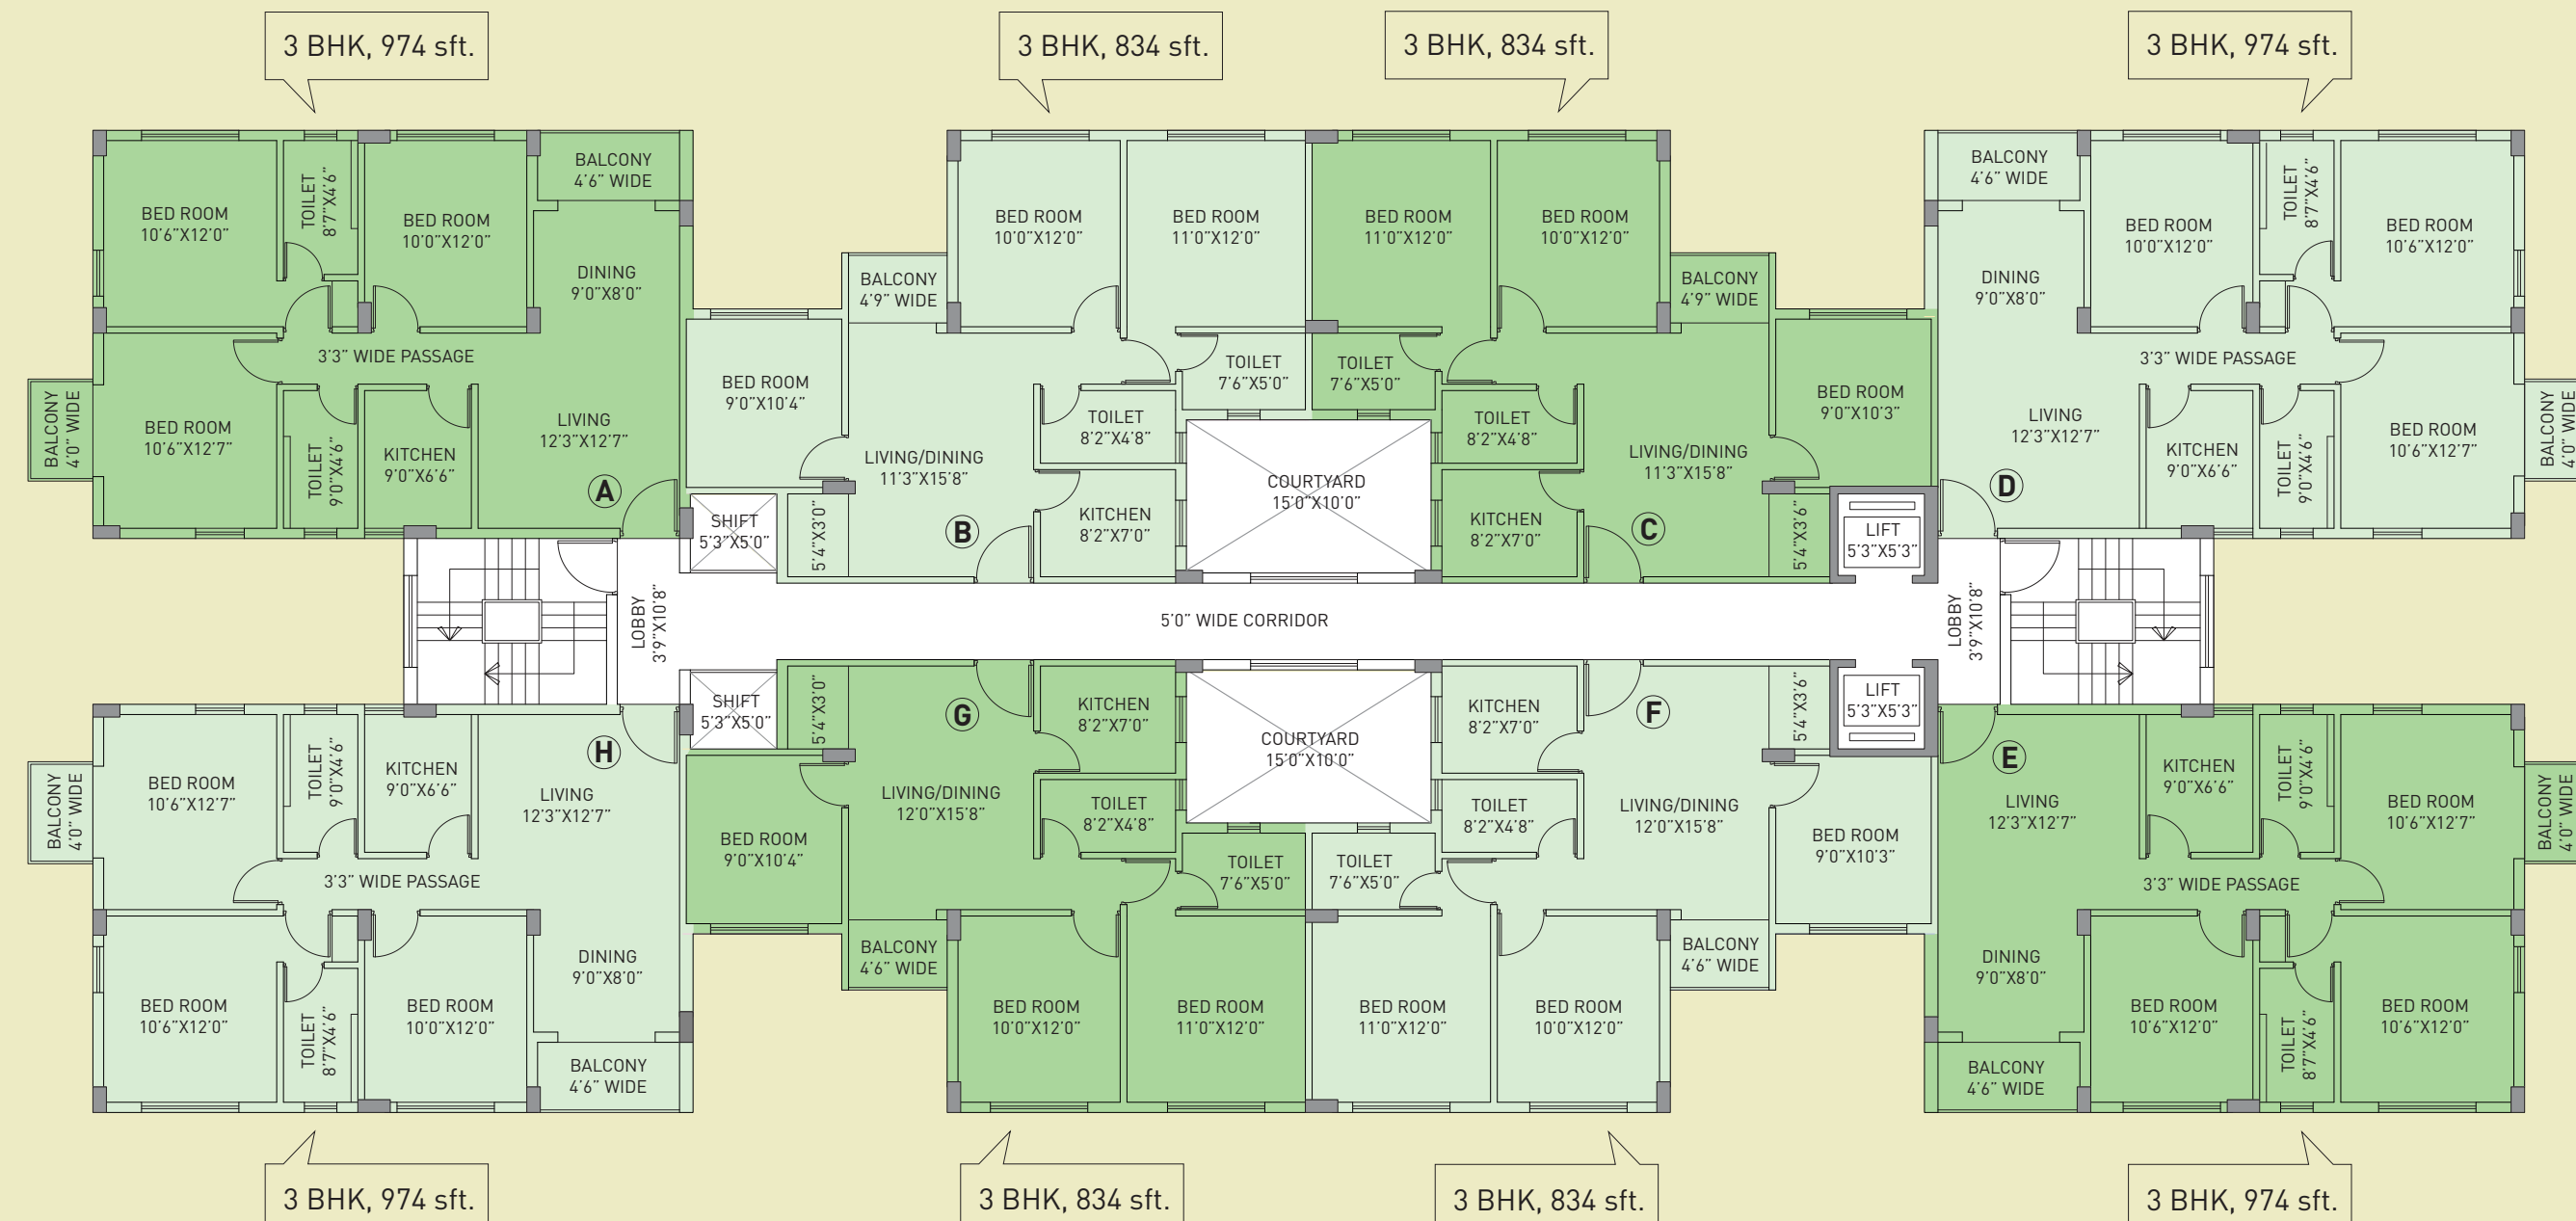 3 BHK, 974 sft.
3 BHK, 834 sft.
3 BHK, 834 sft.
3 BHK, 974 sft.
BED ROOM
10'6"X12'0"
TOILET
8'7"X4'6"
BED ROOM
10'0"X12'0"
BALCONY
4'6" WIDE
DINING
9'0"X8'0"
3'3" WIDE PASSAGE
BALCONY
4'0" WIDE
BED ROOM
10'6"X12'7"
TOILET
9'0"X4'6"
KITCHEN
9'0"X6'6"
LIVING
12'3"X12'7"
A
BED ROOM
10'0"X12'0"
BED ROOM
11'0"X12'0"
BALCONY
4'9" WIDE
BED ROOM
9'0"X10'4"
TOILET
7'6"X5'0"
TOILET
8'2"X4'8"
LIVING/DINING
11'3"X15'8"
KITCHEN
8'2"X7'0"
B
SHIFT
5'3"X5'0"
5'4"X3'0"
COURTYARD
15'0"X10'0"
BED ROOM
11'0"X12'0"
BED ROOM
10'0"X12'0"
BALCONY
4'9" WIDE
TOILET
7'6"X5'0"
TOILET
8'2"X4'8"
BED ROOM
9'0"X10'3"
LIVING/DINING
11'3"X15'8"
KITCHEN
8'2"X7'0"
C
5'4"X3'6"
LIFT
5'3"X5'3"
BALCONY
4'6" WIDE
BED ROOM
10'0"X12'0"
TOILET
8'7"X4'6"
BED ROOM
10'6"X12'0"
DINING
9'0"X8'0"
3'3" WIDE PASSAGE
LIVING
12'3"X12'7"
KITCHEN
9'0"X6'6"
TOILET
9'0"X4'6"
BED ROOM
10'6"X12'7"
BALCONY
4'0" WIDE
D
LOBBY
3'9"X10'8"
5'0" WIDE CORRIDOR
LOBBY
3'9"X10'8"
BALCONY
4'0" WIDE
BED ROOM
10'6"X12'7"
TOILET
9'0"X4'6"
KITCHEN
9'0"X6'6"
LIVING
12'3"X12'7"
H
3'3" WIDE PASSAGE
BED ROOM
10'6"X12'0"
TOILET
8'7"X4'6"
BED ROOM
10'0"X12'0"
DINING
9'0"X8'0"
BALCONY
4'6" WIDE
SHIFT
5'3"X5'0"
5'4"X3'0"
G
KITCHEN
8'2"X7'0"
LIVING/DINING
12'0"X15'8"
TOILET
8'2"X4'8"
BED ROOM
9'0"X10'4"
TOILET
7'6"X5'0"
BALCONY
4'6" WIDE
BED ROOM
10'0"X12'0"
BED ROOM
11'0"X12'0"
COURTYARD
15'0"X10'0"
KITCHEN
8'2"X7'0"
F
5'4"X3'6"
LIFT
5'3"X5'3"
TOILET
8'2"X4'8"
LIVING/DINING
12'0"X15'8"
TOILET
7'6"X5'0"
BED ROOM
9'0"X10'3"
BALCONY
4'6" WIDE
BED ROOM
11'0"X12'0"
BED ROOM
10'0"X12'0"
E
LIVING
12'3"X12'7"
KITCHEN
9'0"X6'6"
TOILET
9'0"X4'6"
BED ROOM
10'6"X12'7"
BALCONY
4'0" WIDE
3'3" WIDE PASSAGE
DINING
9'0"X8'0"
BED ROOM
10'6"X12'0"
TOILET
8'7"X4'6"
BED ROOM
10'6"X12'0"
BALCONY
4'6" WIDE
3 BHK, 974 sft.
3 BHK, 834 sft.
3 BHK, 834 sft.
3 BHK, 974 sft.